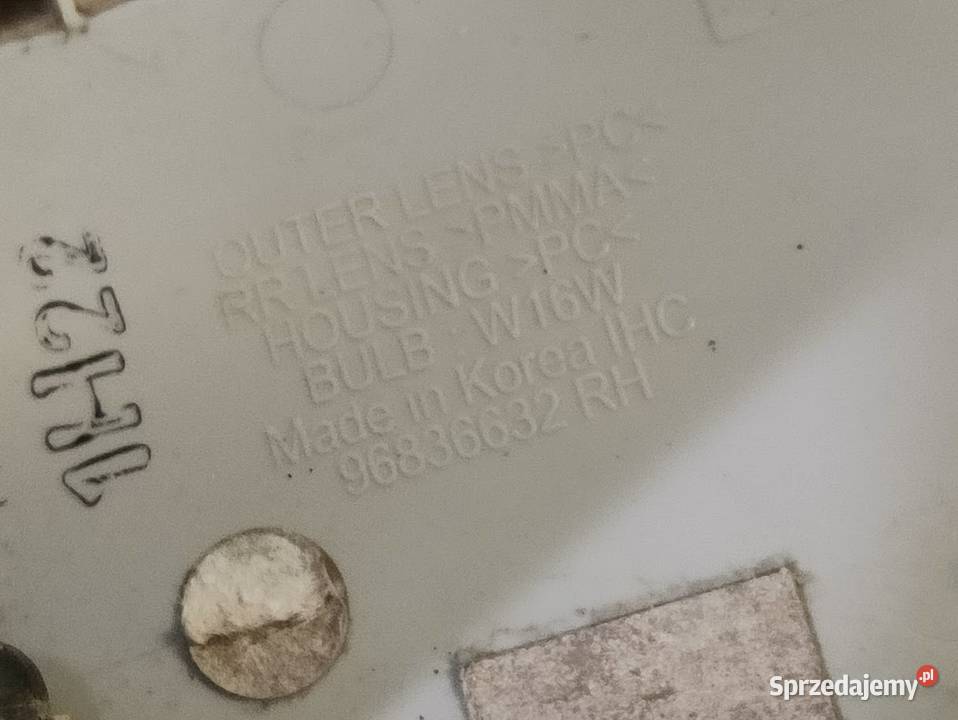 OUTER LENS >PC<
RR LENS >PMMA<
HOUSING >PC<
BULB : W16W
Made in Korea IHC
96836632 RH
1H22
Sprzedajemy.pl